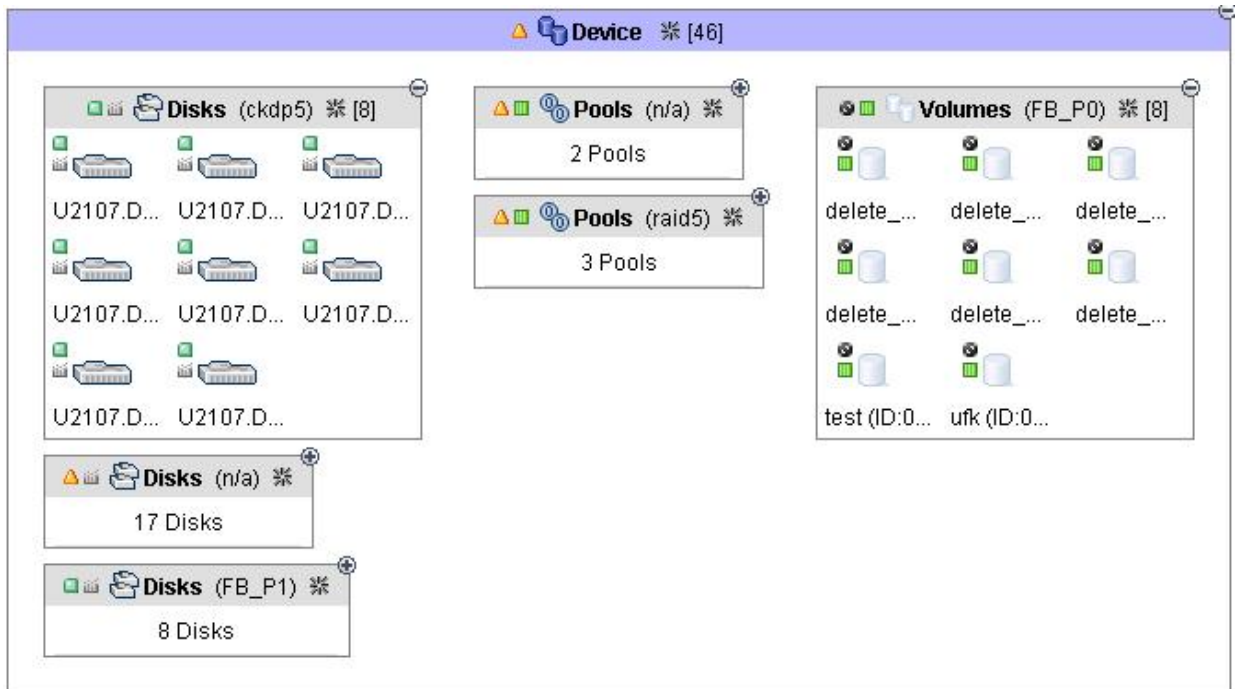 Device [46]
Disks (ckdp5) [8]
U2107.D... U2107.D... U2107.D...
U2107.D... U2107.D... U2107.D...
U2107.D... U2107.D...
Disks (n/a)
17 Disks
Disks (FB_P1)
8 Disks
Pools (n/a)
2 Pools
Pools (raid5)
3 Pools
Volumes (FB_P0) [8]
delete_... delete_... delete_...
delete_... delete_... delete_...
test (ID:0... ufk (ID:0...